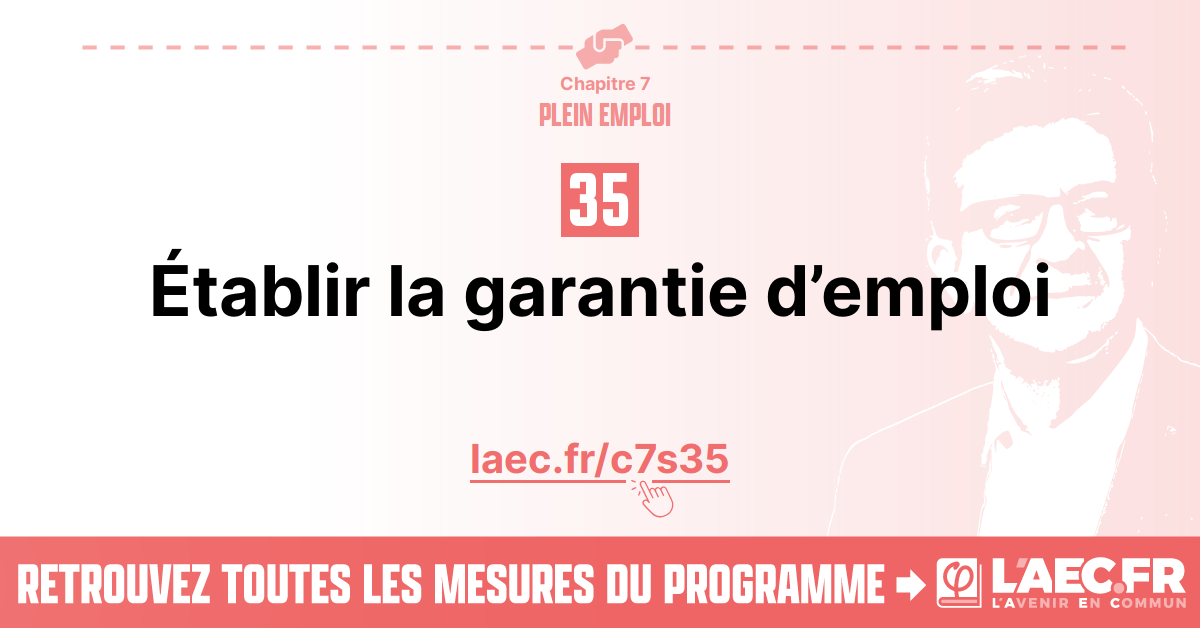 Chapitre 7
PLEIN EMPLOI
35
Établir la garantie d’emploi
laec.fr/c7s35
RETROUVEZ TOUTES LES MESURES DU PROGRAMME
L'AEC.FR
L'AVENIR EN COMMUN